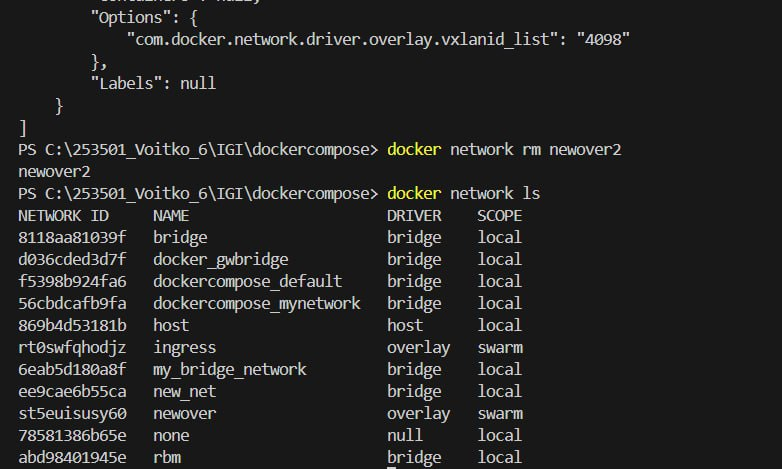 "Options": {
"com.docker.network.driver.overlay.vxlanid_list": "4098"
},
"Labels": null
}
]
PS C:\253501_Voitko_6\IGI\dockercompose> docker network rm newover2
newover2
PS C:\253501_Voitko_6\IGI\dockercompose> docker network ls
NETWORK ID NAME DRIVER SCOPE
8118aa81039f bridge bridge local
d036cded3d7f docker_gwbridge bridge local
f5398b924fa6 dockercompose_default bridge local
56cbdcafb9fa dockercompose_mynetwork bridge local
869b4d53181b host host local
rt0swfqhodjz ingress overlay swarm
6eab5d180a8f my_bridge_network bridge local
ee9cae6b55ca new_net bridge local
st5euisusy60 newover overlay swarm
78581386b65e none null local
abd98401945e rbm bridge local